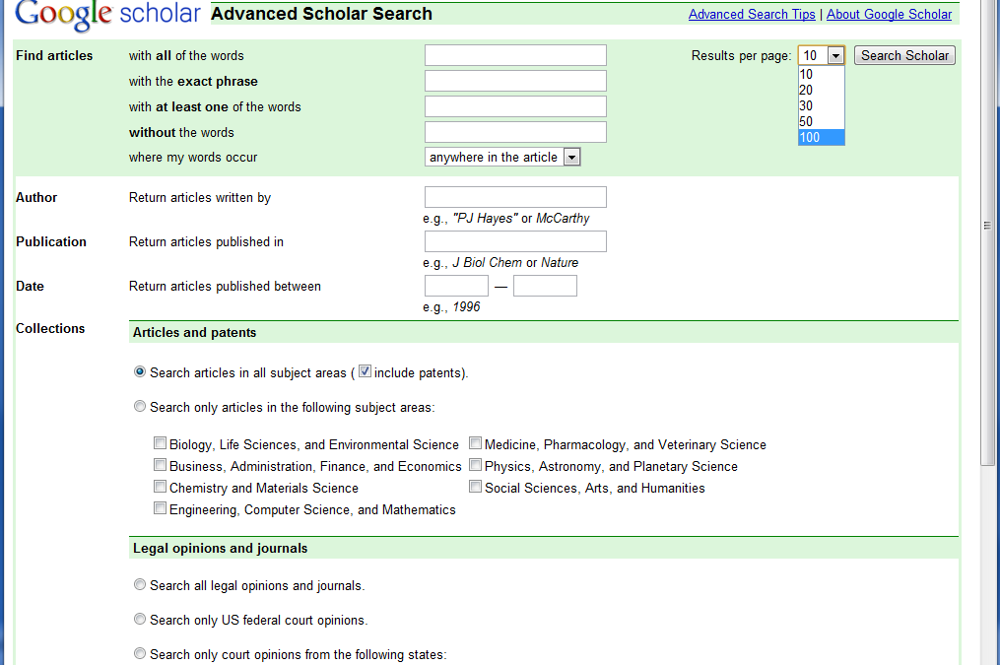 Google scholar Advanced Scholar Search Advanced Search Tips | About Google Scholar
Find articles with all of the words Results per page: 10 Search Scholar
with the exact phrase 10
20
with at least one of the words 30
50
without the words 100
where my words occur anywhere in the article
Author Return articles written by
e.g., "PJ Hayes" or McCarthy
Publication Return articles published in
e.g., J Biol Chem or Nature
Date Return articles published between —
e.g., 1996
Collections Articles and patents
Search articles in all subject areas ( include patents).
Search only articles in the following subject areas:
Biology, Life Sciences, and Environmental Science Medicine, Pharmacology, and Veterinary Science
Business, Administration, Finance, and Economics Physics, Astronomy, and Planetary Science
Chemistry and Materials Science Social Sciences, Arts, and Humanities
Engineering, Computer Science, and Mathematics
Legal opinions and journals
Search all legal opinions and journals.
Search only US federal court opinions.
Search only court opinions from the following states: